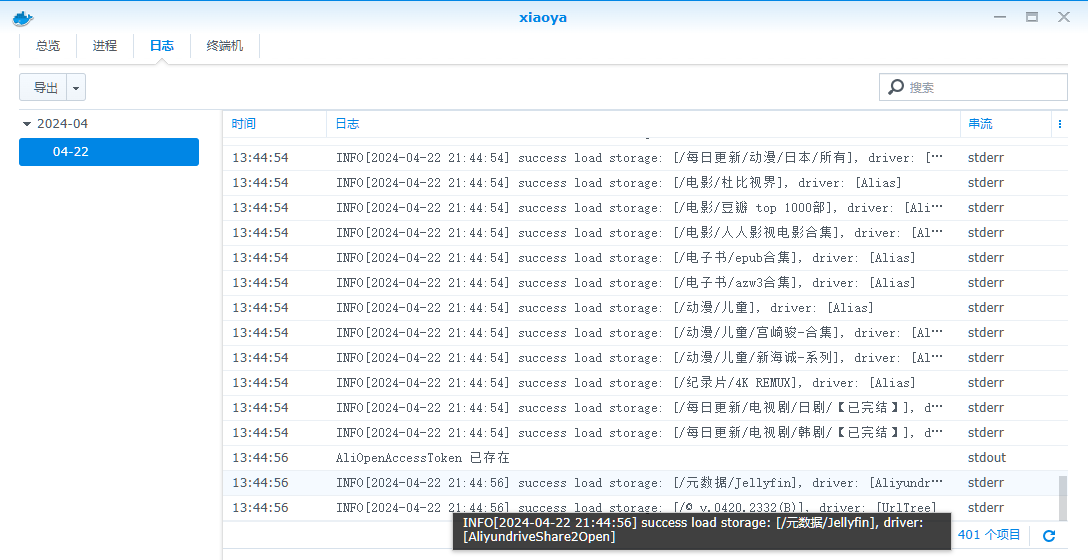 xiaoya
总览 进程 日志 终端机
导出 搜索
2024-04
04-22
时间 日志 串流
13:44:54 INFO[2024-04-22 21:44:54] success load storage: [/每日更新/动漫/日本/所有], driver: [… stderr
13:44:54 INFO[2024-04-22 21:44:54] success load storage: [/电影/杜比视界], driver: [Alias] stderr
13:44:54 INFO[2024-04-22 21:44:54] success load storage: [/电影/豆瓣 top 1000部], driver: [Ali… stderr
13:44:54 INFO[2024-04-22 21:44:54] success load storage: [/电影/人人影视电影合集], driver: [Al… stderr
13:44:54 INFO[2024-04-22 21:44:54] success load storage: [/电子书/epub合集], driver: [Alias] stderr
13:44:54 INFO[2024-04-22 21:44:54] success load storage: [/电子书/azw3合集], driver: [Alias] stderr
13:44:54 INFO[2024-04-22 21:44:54] success load storage: [/动漫/儿童], driver: [Alias] stderr
13:44:54 INFO[2024-04-22 21:44:54] success load storage: [/动漫/儿童/宫崎骏-合集], driver: [Al… stderr
13:44:54 INFO[2024-04-22 21:44:54] success load storage: [/动漫/儿童/新海诚-系列], driver: [Al… stderr
13:44:54 INFO[2024-04-22 21:44:54] success load storage: [/纪录片/4K REMUX], driver: [Alias] stderr
13:44:54 INFO[2024-04-22 21:44:54] success load storage: [/每日更新/电视剧/日剧/【已完结】], d… stderr
13:44:54 INFO[2024-04-22 21:44:54] success load storage: [/每日更新/电视剧/韩剧/【已完结】], d… stderr
13:44:56 AliOpenAccessToken 已存在 stdout
13:44:56 INFO[2024-04-22 21:44:56] success load storage: [/元数据/Jellyfin], driver: [Aliyundr… stderr
13:44:56 INFO[2024-04-22 21:44:56] success load storage: [/© v.0420.2332(B)], driver: [UrlTree] stderr
INFO[2024-04-22 21:44:56] success load storage: [/元数据/Jellyfin], driver:
[AliyundriveShare2Open]
401 个项目